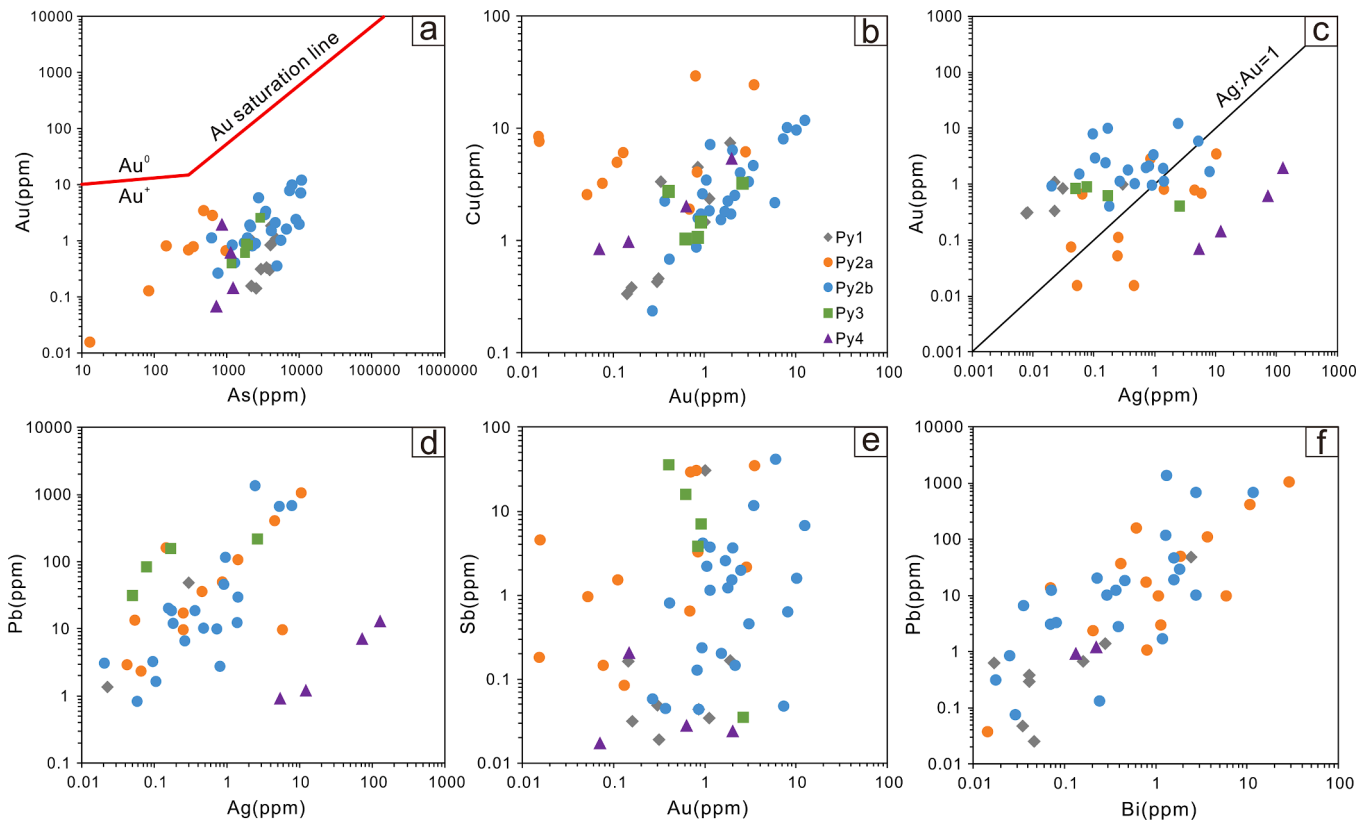 a
Au(ppm)
10000
1000
100
10
1
0.1
0.01
Au saturation line
Au⁰
Au⁺
10 100 1000 10000 100000 1000000
As(ppm)
b
Cu(ppm)
100
10
1
0.1
Py1
Py2a
Py2b
Py3
Py4
0.01 0.1 1 10 100
Au(ppm)
c
Au(ppm)
1000
100
10
1
0.1
0.01
0.001
Ag:Au=1
0.001 0.01 0.1 1 10 100 1000
Ag(ppm)
d
Pb(ppm)
10000
1000
100
10
1
0.1
0.01 0.1 1 10 100 1000
Ag(ppm)
e
Sb(ppm)
100
10
1
0.1
0.01
0.01 0.1 1 10 100
Au(ppm)
f
Pb(ppm)
10000
1000
100
10
1
0.1
0.01
0.01 0.1 1 10 100
Bi(ppm)